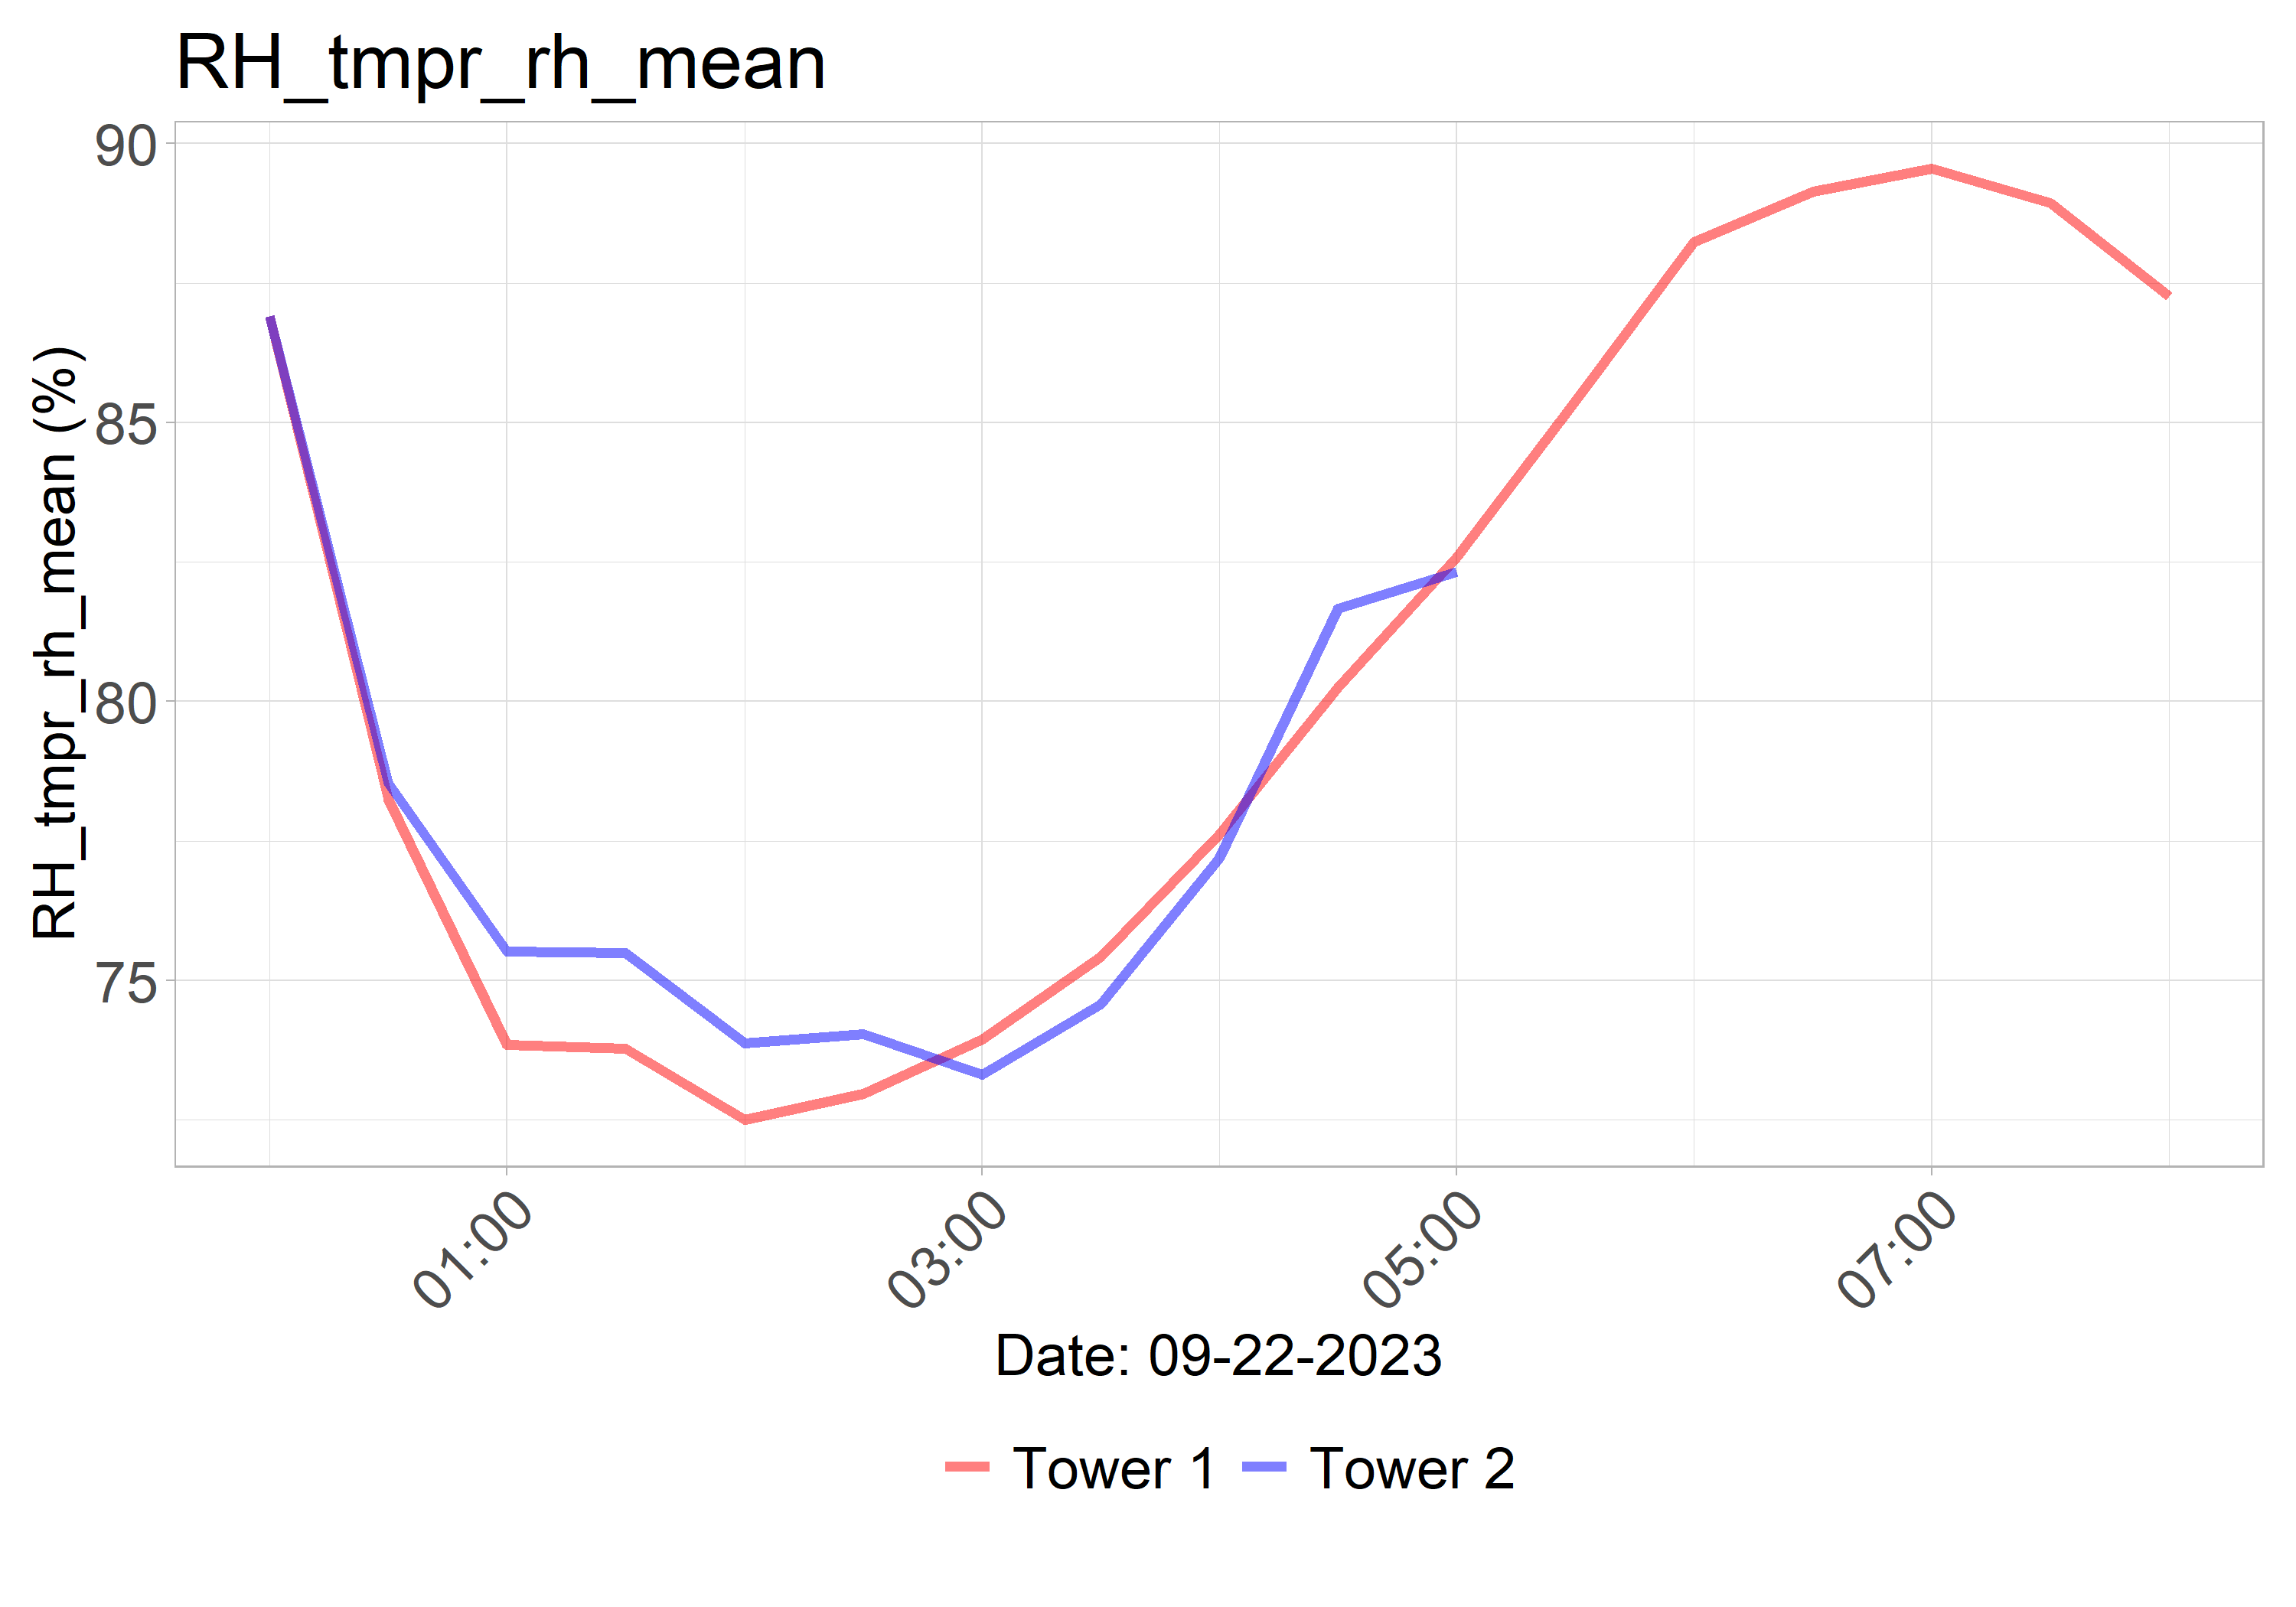 RH_tmpr_rh_mean
RH_tmpr_rh_mean (%)
90
85
80
75
01:00
03:00
05:00
07:00
Date: 09-22-2023
Tower 1
Tower 2